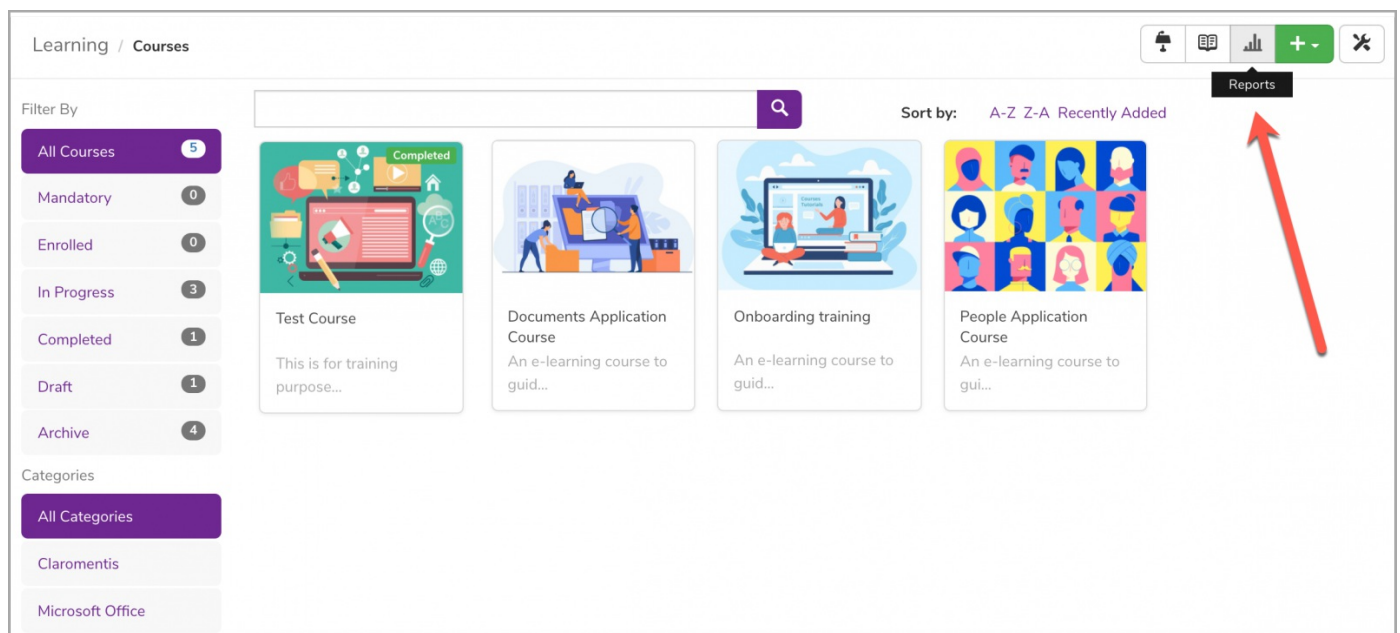 Learning / Courses
Reports
Filter By
Sort by: A-Z Z-A Recently Added
All Courses 5
Mandatory 0
Enrolled 0
In Progress 3
Completed 1
Draft 1
Archive 4
Categories
All Categories
Claromentis
Microsoft Office
Completed
Test Course
This is for training
purpose...
Documents Application
Course
An e-learning course to
guid...
Courses
Tutorials
Onboarding training
An e-learning course to
guid...
People Application
Course
An e-learning course to
gui...